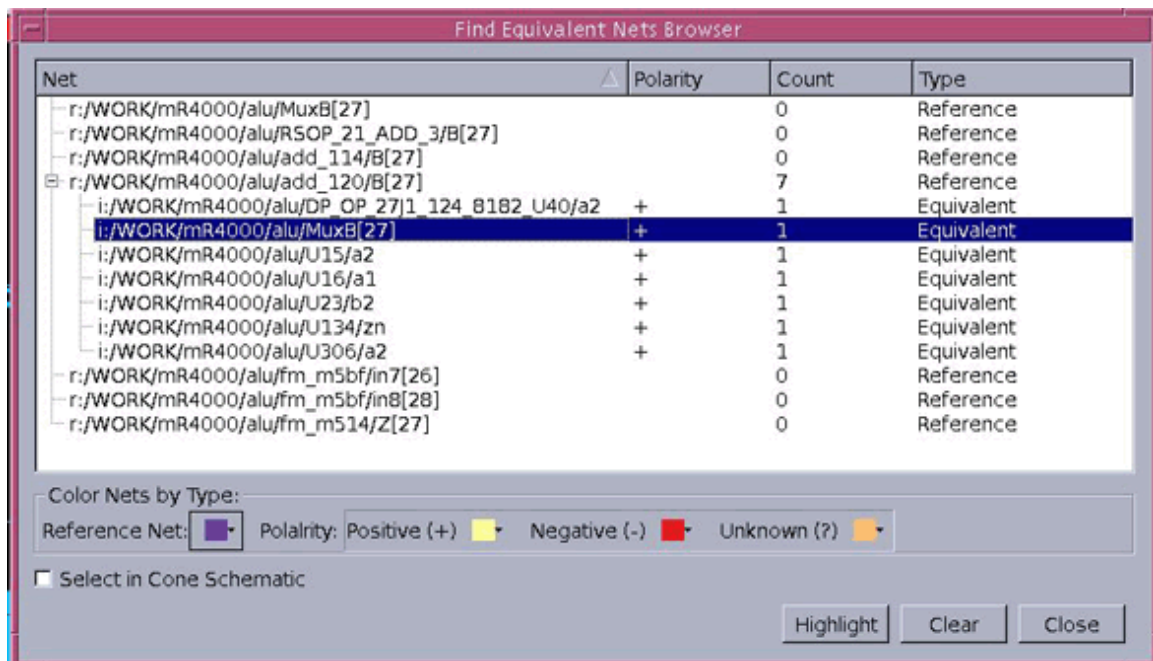 Find Equivalent Nets Browser
Net Polarity Count Type
r:/WORK/mR4000/alu/MuxB[27] 0 Reference
r:/WORK/mR4000/alu/RSOP_21_ADD_3/B[27] 0 Reference
r:/WORK/mR4000/alu/add_114/B[27] 0 Reference
r:/WORK/mR4000/alu/add_120/B[27] 7 Reference
i:/WORK/mR4000/alu/DP_OP_27J1_124_8182_U40/a2 + 1 Equivalent
i:/WORK/mR4000/alu/MuxB[27] + 1 Equivalent
i:/WORK/mR4000/alu/U15/a2 + 1 Equivalent
i:/WORK/mR4000/alu/U16/a1 + 1 Equivalent
i:/WORK/mR4000/alu/U23/b2 + 1 Equivalent
i:/WORK/mR4000/alu/U134/zn + 1 Equivalent
i:/WORK/mR4000/alu/U306/a2 + 1 Equivalent
r:/WORK/mR4000/alu/fm_m5bf/in7[26] 0 Reference
r:/WORK/mR4000/alu/fm_m5bf/in8[28] 0 Reference
r:/WORK/mR4000/alu/fm_m514/Z[27] 0 Reference
Color Nets by Type:
Reference Net: Polalrity: Positive (+) Negative (-) Unknown (?)
Select in Cone Schematic
Highlight Clear Close